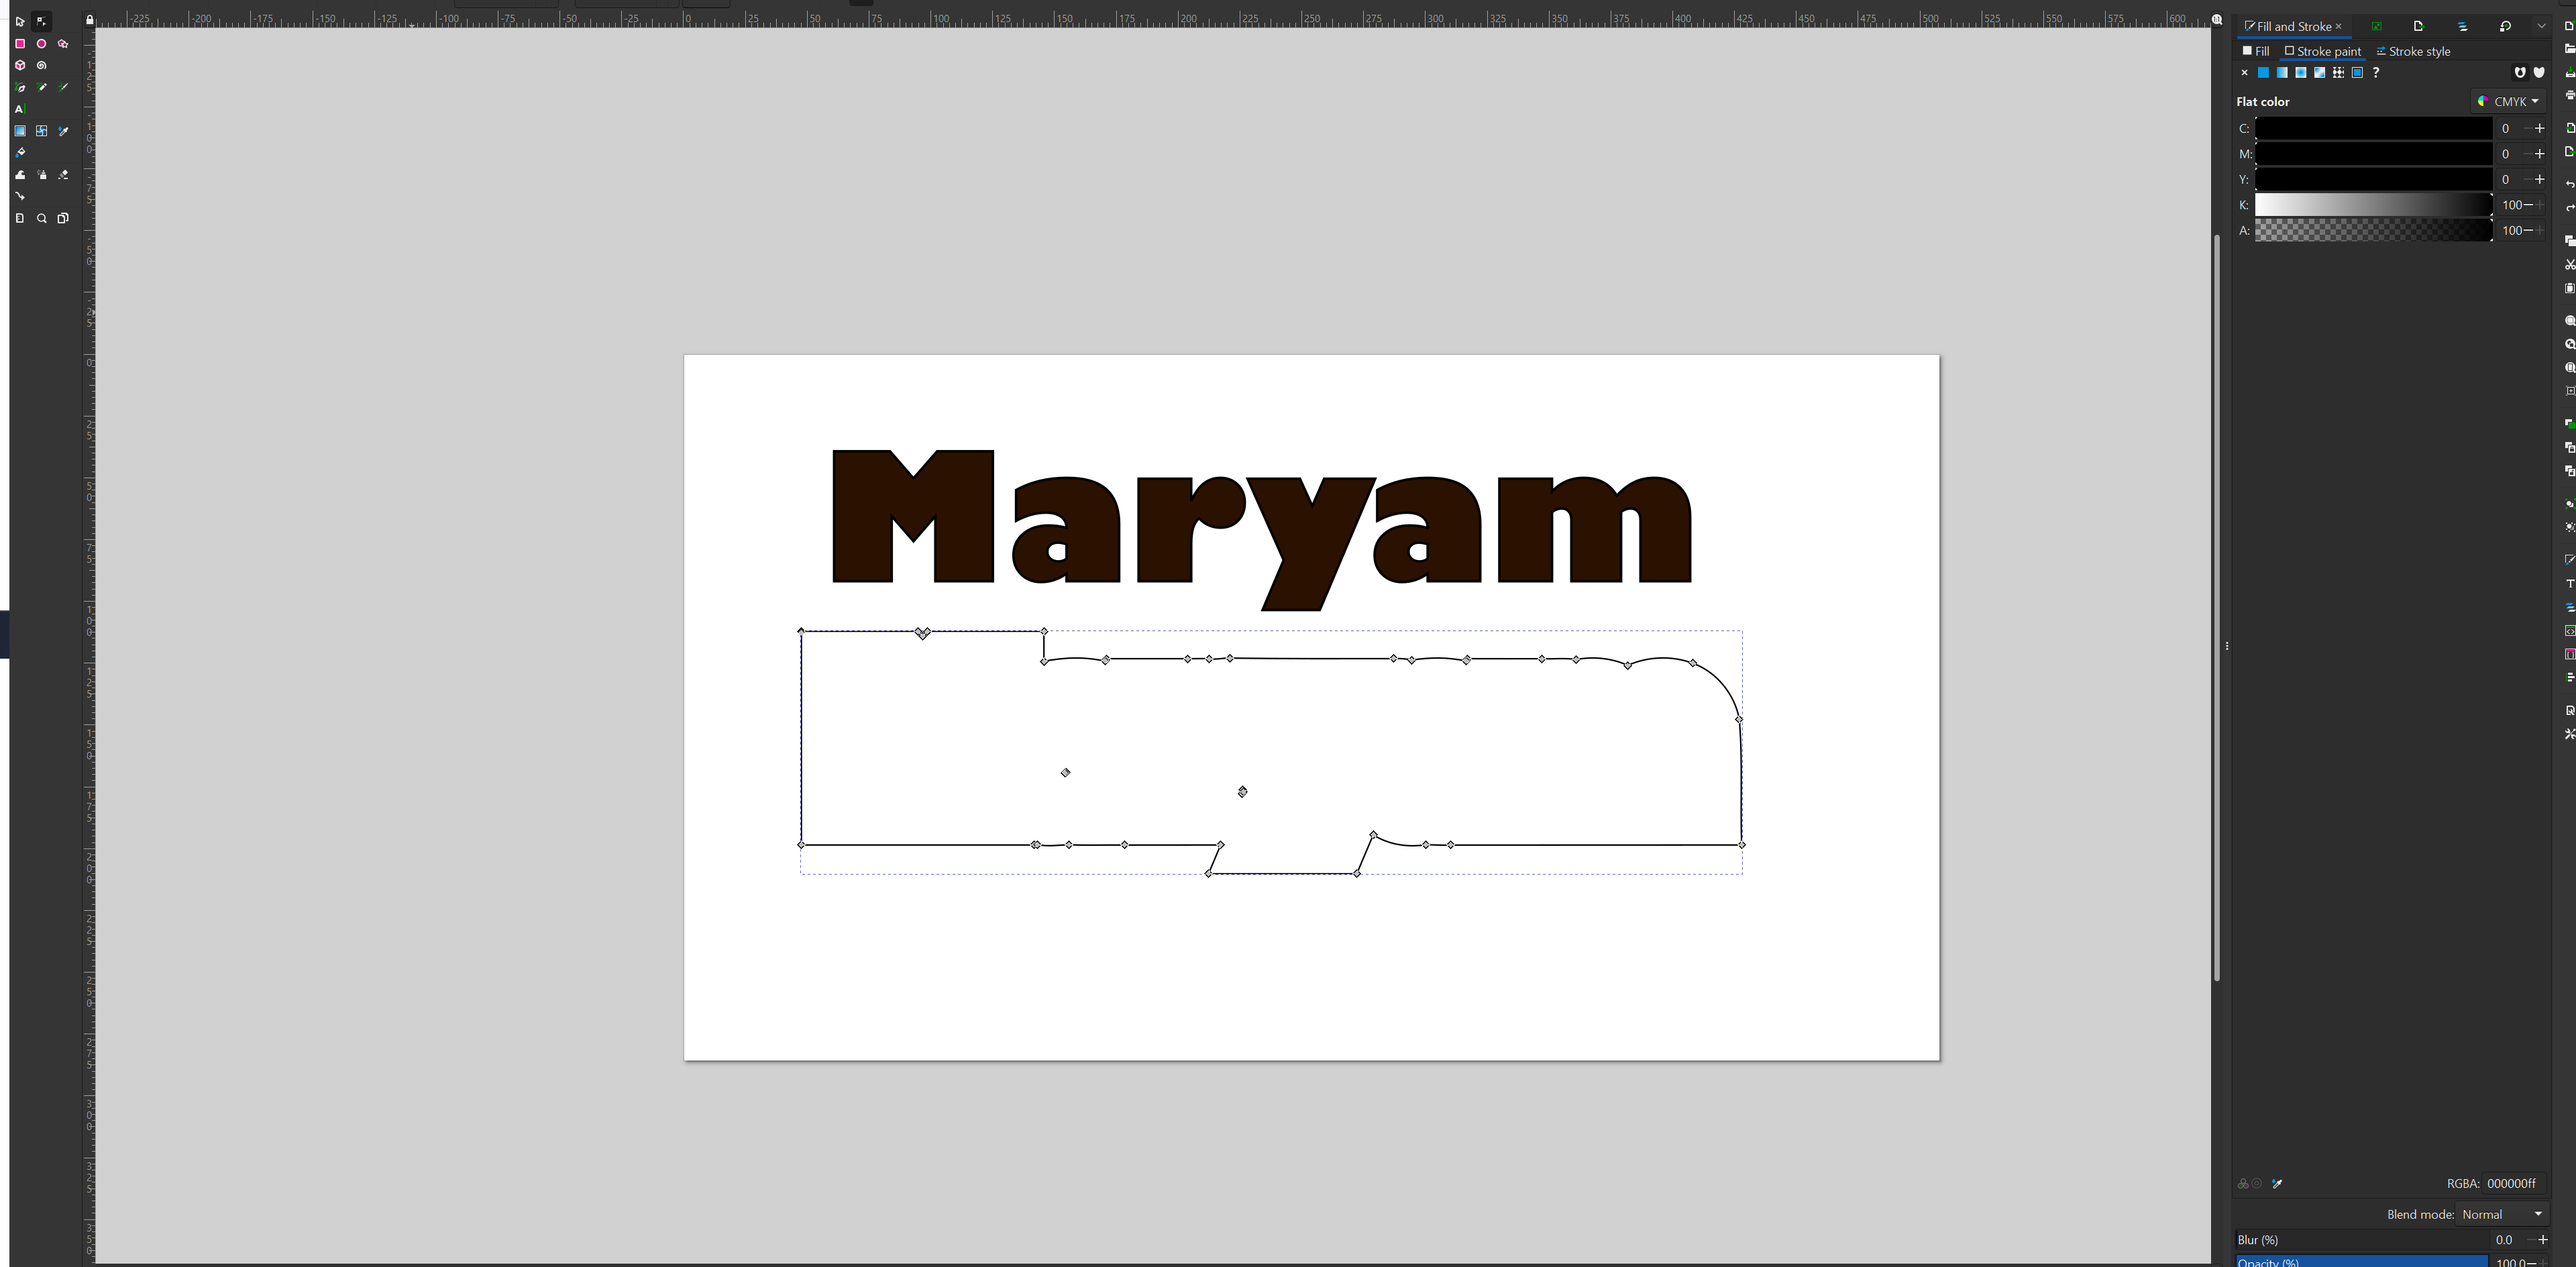 -225 -200 -175 -150 -125 -100 -75 -50 -25 0 25 50 75 100 125 150 175 200 225 250 275 300 325 350 375 400 425 450 475 500 525 550 575 600
Fill and Stroke ×
Fill Stroke paint Stroke style
?
Flat color CMYK
C: 0
M: 0
Y: 0
K: 100
A: 100
Maryam
RGBA: 000000ff
Blend mode: Normal
Blur (%) 0.0
Opacity (%) 100.0